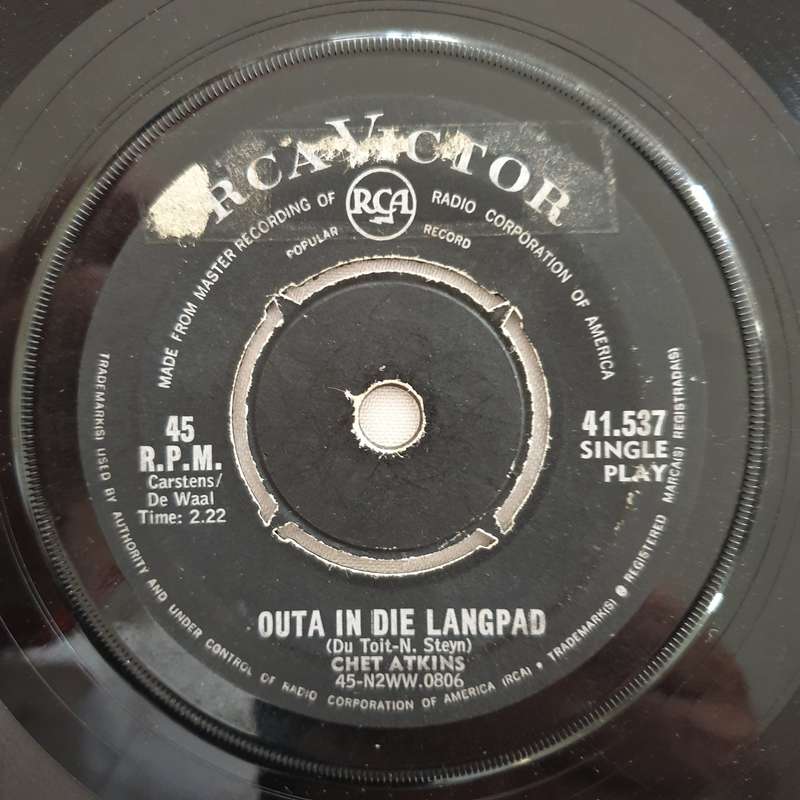 RCA VICTOR
MADE FROM MASTER RECORDING OF RADIO CORPORATION OF AMERICA
RCA
POPULAR RECORD
45
R.P.M.
Carstens/
De Waal
Time: 2.22
41.537
SINGLE
PLAY
OUTA IN DIE LANGPAD
(Du Toit-N. Steyn)
CHET ATKINS
45-N2WW.0806
TRADEMARK(S) USED BY AUTHORITY AND UNDER CONTROL OF RADIO CORPORATION OF AMERICA (RCA) • TRADEMARK(S) ® REGISTERED MARCA(S) REGISTRADA(S)